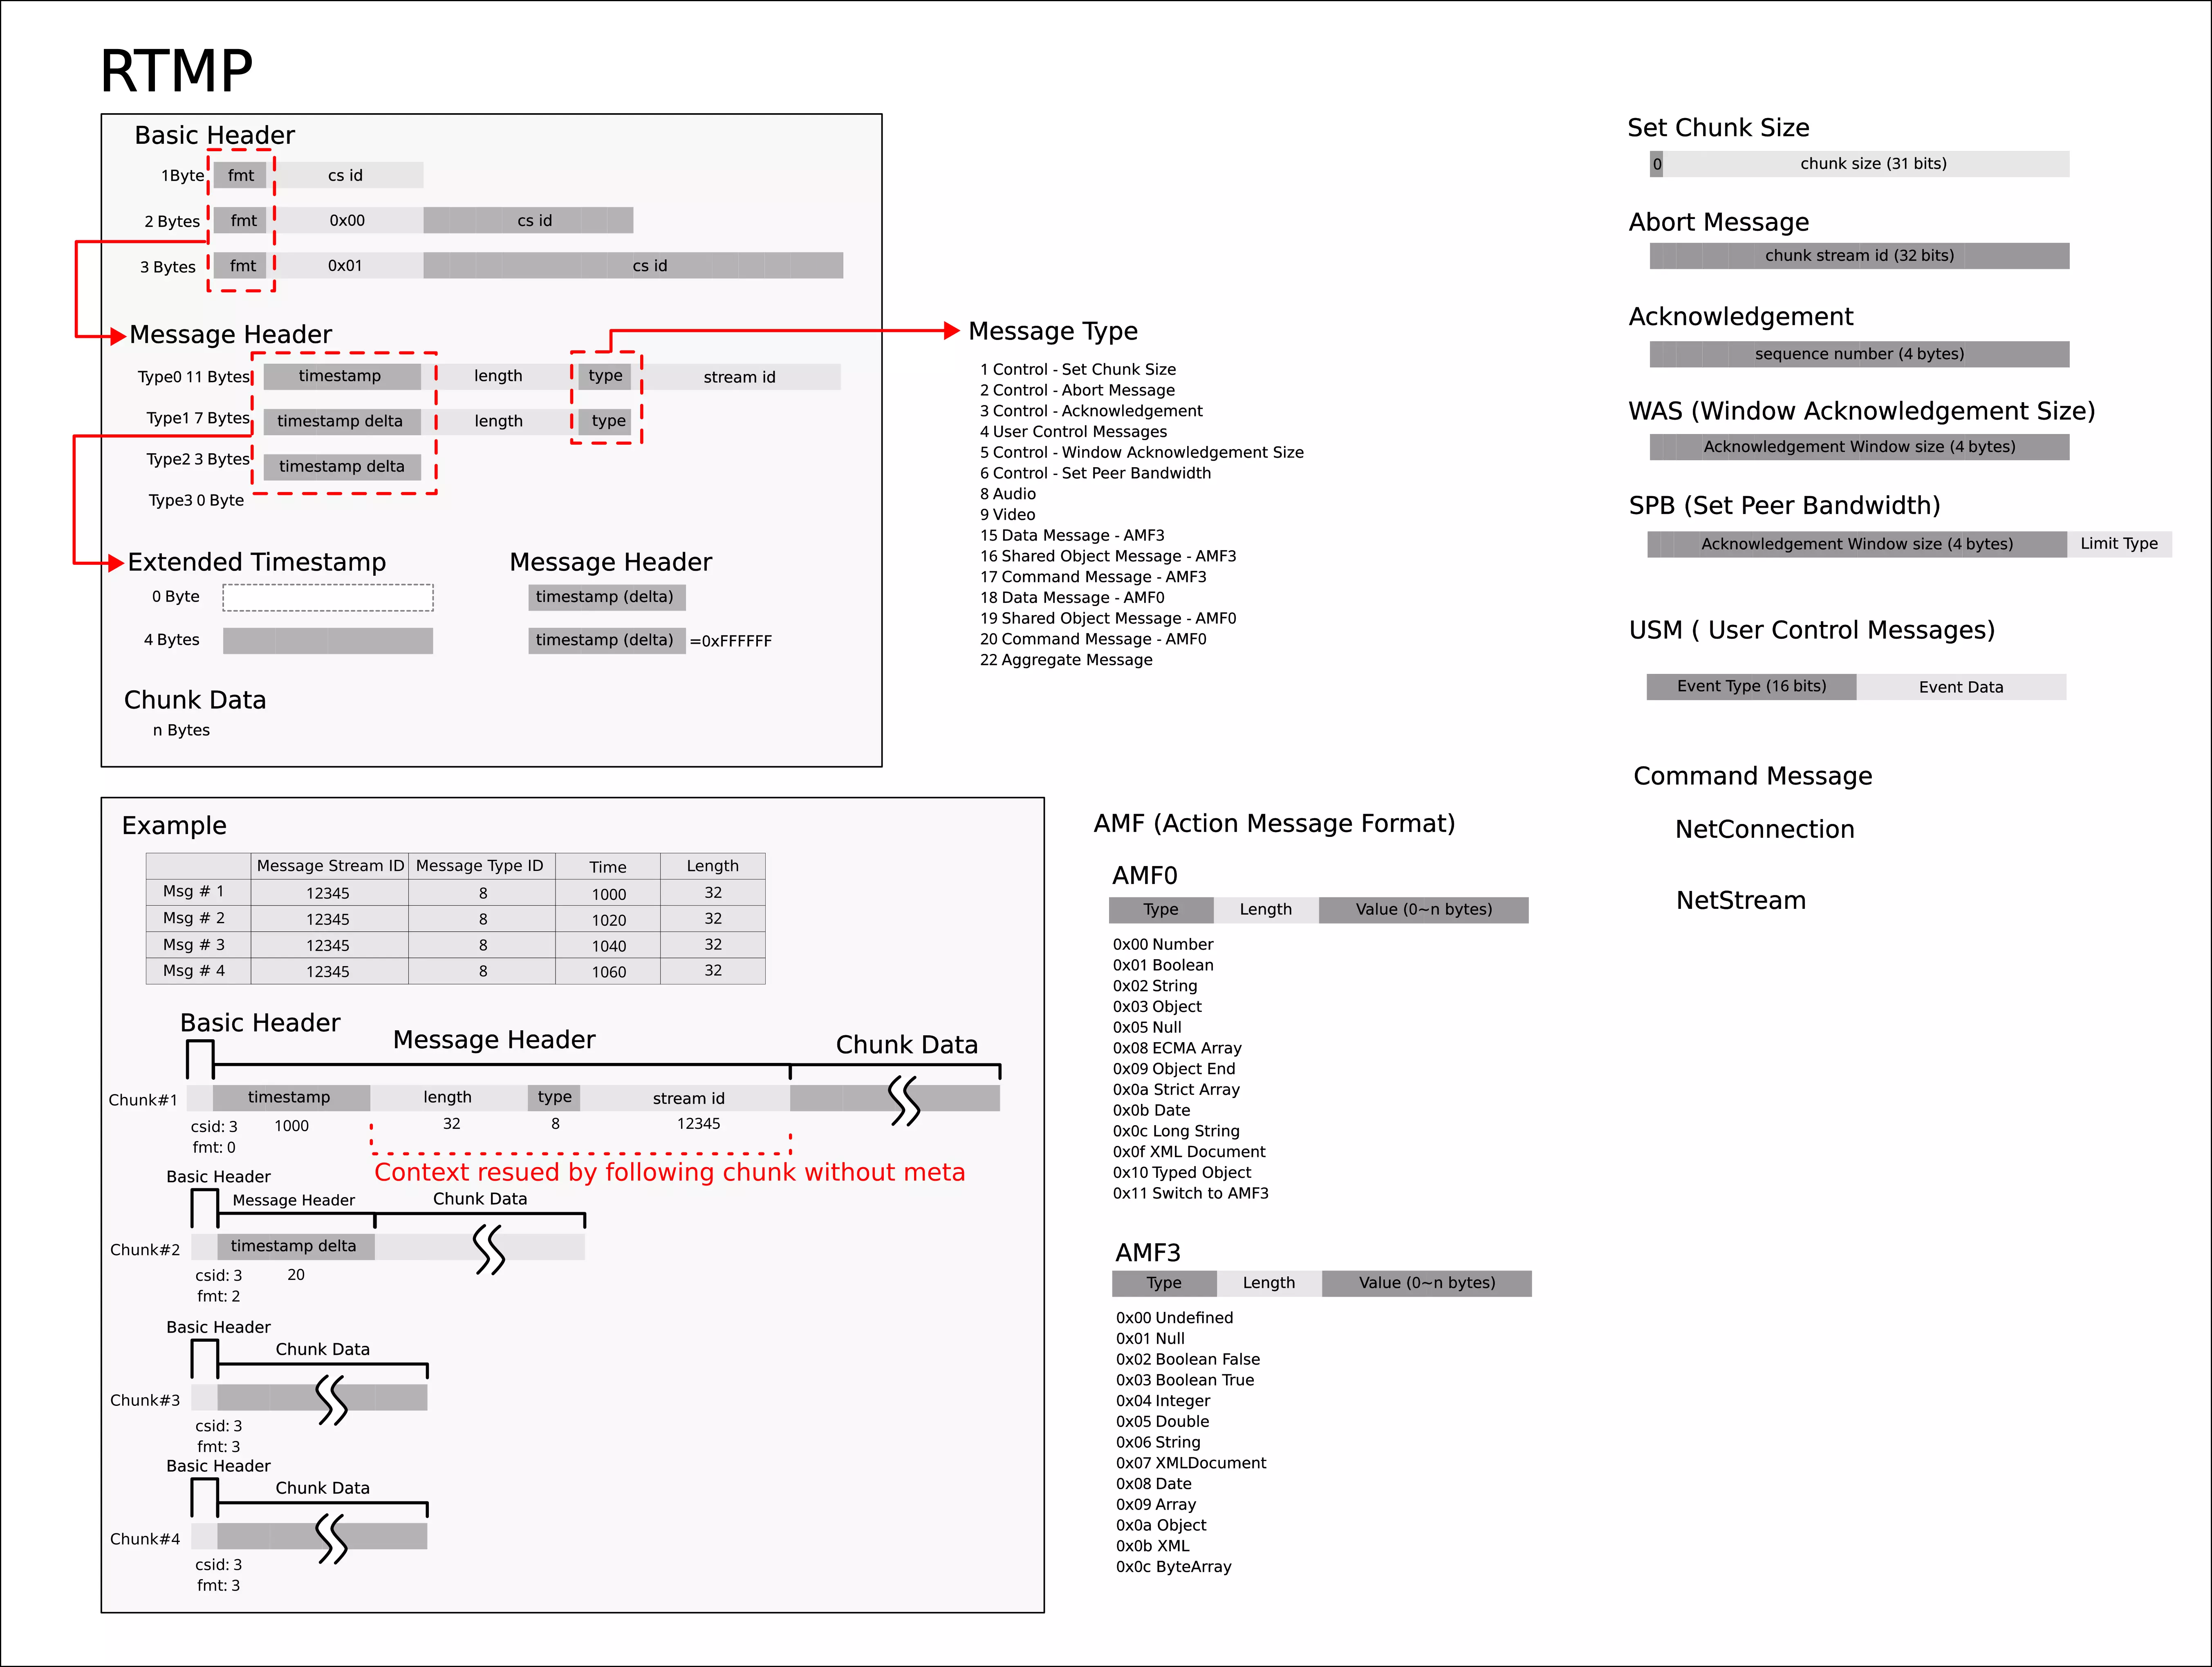 RTMP
Basic Header
1Byte fmt cs id
2 Bytes fmt 0x00 cs id
3 Bytes fmt 0x01 cs id
Message Header
Type0 11 Bytes timestamp length type stream id
Type1 7 Bytes timestamp delta length type
Type2 3 Bytes timestamp delta
Type3 0 Byte
Extended Timestamp
0 Byte
4 Bytes
Message Header
timestamp (delta)
timestamp (delta) =0xFFFFFF
Chunk Data
n Bytes
Message Type
1 Control - Set Chunk Size
2 Control - Abort Message
3 Control - Acknowledgement
4 User Control Messages
5 Control - Window Acknowledgement Size
6 Control - Set Peer Bandwidth
8 Audio
9 Video
15 Data Message - AMF3
16 Shared Object Message - AMF3
17 Command Message - AMF3
18 Data Message - AMF0
19 Shared Object Message - AMF0
20 Command Message - AMF0
22 Aggregate Message
Set Chunk Size
0 chunk size (31 bits)
Abort Message
chunk stream id (32 bits)
Acknowledgement
sequence number (4 bytes)
WAS (Window Acknowledgement Size)
Acknowledgement Window size (4 bytes)
SPB (Set Peer Bandwidth)
Acknowledgement Window size (4 bytes) Limit Type
USM ( User Control Messages)
Event Type (16 bits) Event Data
Command Message
NetConnection
NetStream
Example
Message Stream ID Message Type ID Time Length
Msg # 1 12345 8 1000 32
Msg # 2 12345 8 1020 32
Msg # 3 12345 8 1040 32
Msg # 4 12345 8 1060 32
Basic Header Message Header Chunk Data
Chunk#1 timestamp length type stream id
csid: 3 1000 32 8 12345
fmt: 0
Context resued by following chunk without meta
Basic Header
Message Header Chunk Data
Chunk#2 timestamp delta
csid: 3 20
fmt: 2
Basic Header
Chunk Data
Chunk#3
csid: 3
fmt: 3
Basic Header
Chunk Data
Chunk#4
csid: 3
fmt: 3
AMF (Action Message Format)
AMF0
Type Length Value (0~n bytes)
0x00 Number
0x01 Boolean
0x02 String
0x03 Object
0x05 Null
0x08 ECMA Array
0x09 Object End
0x0a Strict Array
0x0b Date
0x0c Long String
0x0f XML Document
0x10 Typed Object
0x11 Switch to AMF3
AMF3
Type Length Value (0~n bytes)
0x00 Undefined
0x01 Null
0x02 Boolean False
0x03 Boolean True
0x04 Integer
0x05 Double
0x06 String
0x07 XMLDocument
0x08 Date
0x09 Array
0x0a Object
0x0b XML
0x0c ByteArray